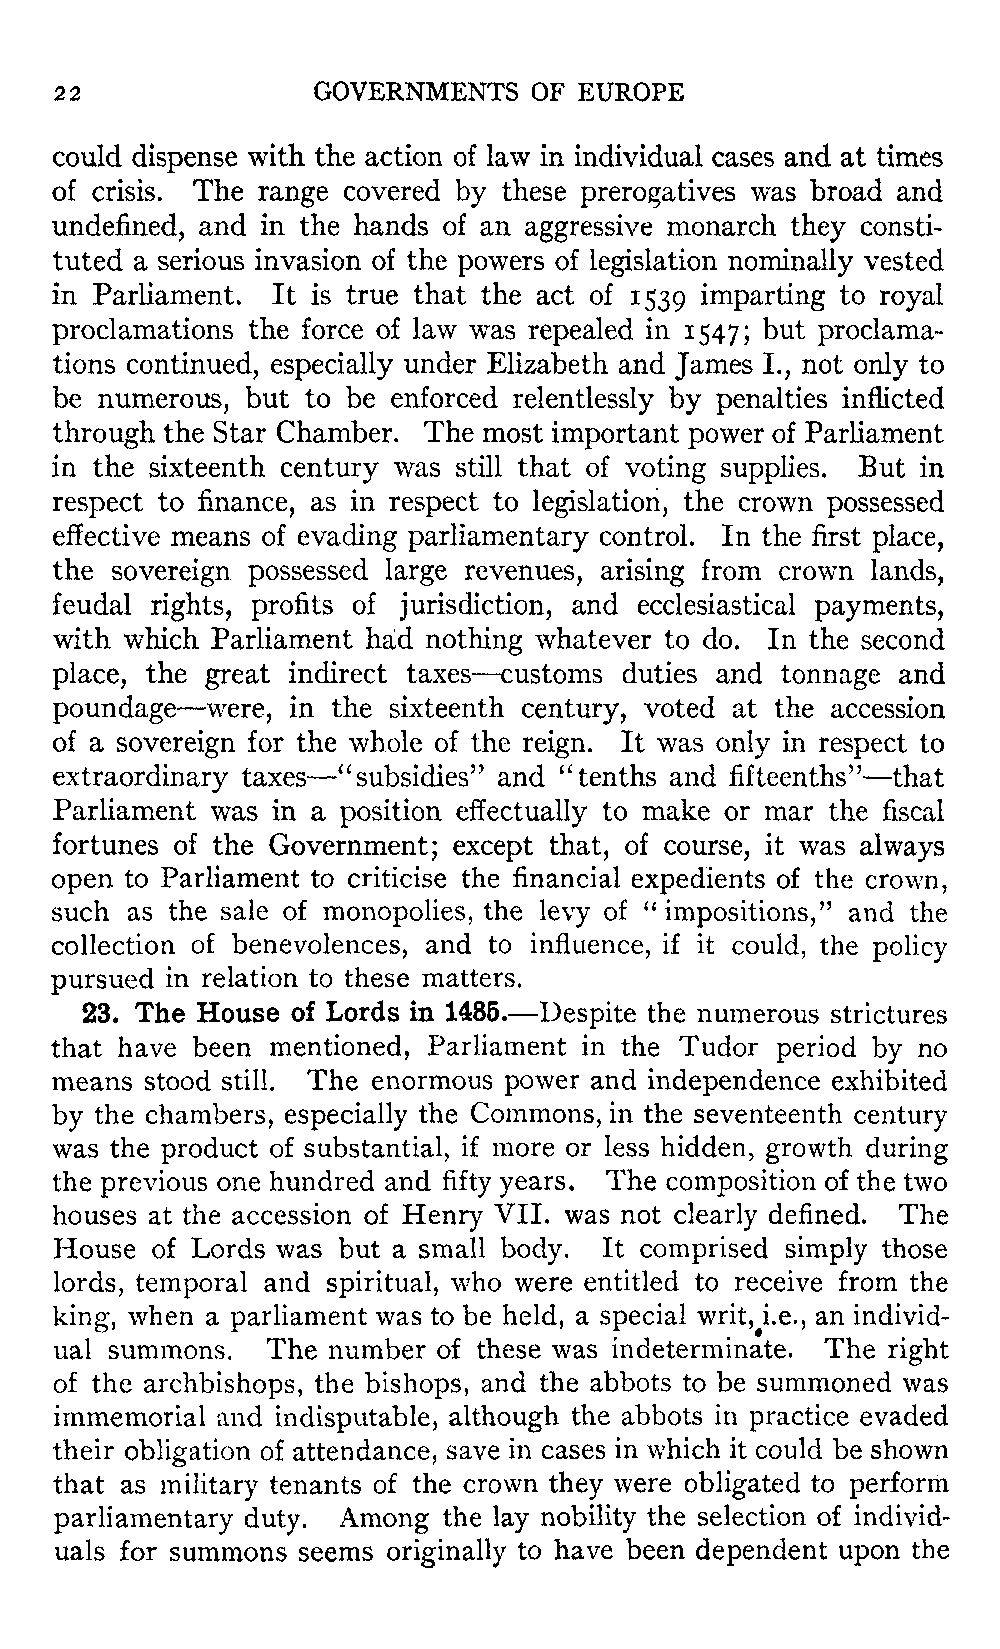 22 GOVERNMENTS OF EUROPE
could dispense with the action of law in individual cases and at times
of crisis. The range covered by these prerogatives was broad and
undefined, and in the hands of an aggressive monarch they consti-
tuted a serious invasion of the powers of legislation nominally vested
in Parliament. It is true that the act of 1539 imparting to royal
proclamations the force of law was repealed in 1547; but proclama-
tions continued, especially under Elizabeth and James I., not only to
be numerous, but to be enforced relentlessly by penalties inflicted
through the Star Chamber. The most important power of Parliament
in the sixteenth century was still that of voting supplies. But in
respect to finance, as in respect to legislation, the crown possessed
effective means of evading parliamentary control. In the first place,
the sovereign possessed large revenues, arising from crown lands,
feudal rights, profits of jurisdiction, and ecclesiastical payments,
with which Parliament had nothing whatever to do. In the second
place, the great indirect taxes—customs duties and tonnage and
poundage—were, in the sixteenth century, voted at the accession
of a sovereign for the whole of the reign. It was only in respect to
extraordinary taxes—“subsidies” and “tenths and fifteenths”—that
Parliament was in a position effectually to make or mar the fiscal
fortunes of the Government; except that, of course, it was always
open to Parliament to criticise the financial expedients of the crown,
such as the sale of monopolies, the levy of “impositions,” and the
collection of benevolences, and to influence, if it could, the policy
pursued in relation to these matters.
23. The House of Lords in 1485.—Despite the numerous strictures
that have been mentioned, Parliament in the Tudor period by no
means stood still. The enormous power and independence exhibited
by the chambers, especially the Commons, in the seventeenth century
was the product of substantial, if more or less hidden, growth during
the previous one hundred and fifty years. The composition of the two
houses at the accession of Henry VII. was not clearly defined. The
House of Lords was but a small body. It comprised simply those
lords, temporal and spiritual, who were entitled to receive from the
king, when a parliament was to be held, a special writ, i.e., an individ-
ual summons. The number of these was indeterminate. The right
of the archbishops, the bishops, and the abbots to be summoned was
immemorial and indisputable, although the abbots in practice evaded
their obligation of attendance, save in cases in which it could be shown
that as military tenants of the crown they were obligated to perform
parliamentary duty. Among the lay nobility the selection of individ-
uals for summons seems originally to have been dependent upon the